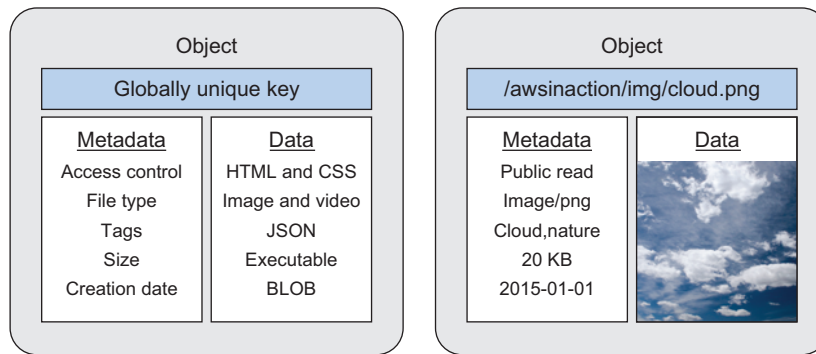 Object
Globally unique key
Metadata
Access control
File type
Tags
Size
Creation date
Data
HTML and CSS
Image and video
JSON
Executable
BLOB
Object
/awsinaction/img/cloud.png
Metadata
Public read
Image/png
Cloud,nature
20 KB
2015-01-01
Data